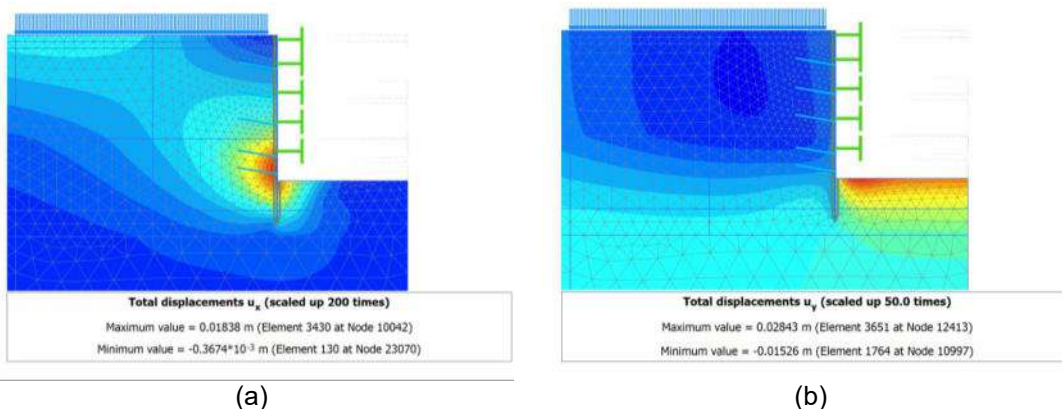 Total displacements uₓ (scaled up 200 times)
Maximum value = 0.01838 m (Element 3430 at Node 10042)
Minimum value = -0.3674*10⁻³ m (Element 130 at Node 23070)
(a)
Total displacements uᵧ (scaled up 50.0 times)
Maximum value = 0.02843 m (Element 3651 at Node 12413)
Minimum value = -0.01526 m (Element 1764 at Node 10997)
(b)